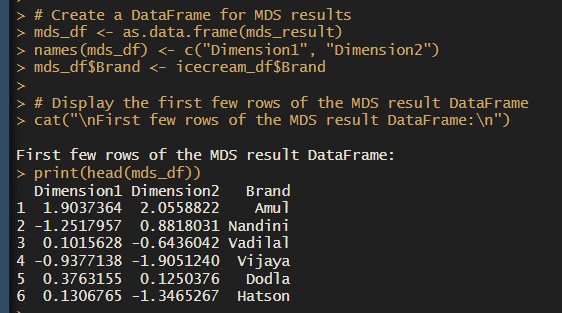 > # Create a DataFrame for MDS results
> mds_df <- as.data.frame(mds_result)
> names(mds_df) <- c("Dimension1", "Dimension2")
> mds_df$Brand <- icecream_df$Brand
>
> # Display the first few rows of the MDS result DataFrame
> cat("\nFirst few rows of the MDS result DataFrame:\n")

First few rows of the MDS result DataFrame:
> print(head(mds_df))
  Dimension1 Dimension2   Brand
1  1.9037364  2.0558822    Amul
2 -1.2517957  0.8818031 Nandini
3  0.1015628 -0.6436042 Vadilal
4 -0.9377138 -1.9051240  Vijaya
5  0.3763155  0.1250376   Dodla
6  0.1306765 -1.3465267  Hatson